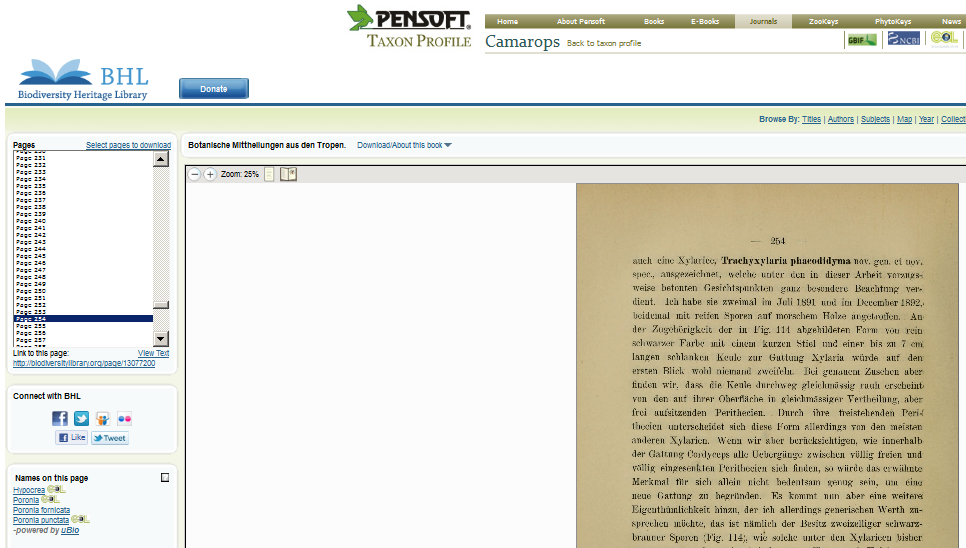 PENSOFT.
TAXON PROFILE
Home About Pensoft Books E-Books Journals ZooKeys PhytoKeys News
Camarops Back to taxon profile
GBIF NCBI
BHL
Biodiversity Heritage Library
Donate
Browse By: Titles | Authors | Subjects | Map | Year | Collect
Pages Select pages to download
Page 231
Page 232
Page 233
Page 234
Page 235
Page 236
Page 237
Page 238
Page 239
Page 240
Page 241
Page 242
Page 243
Page 244
Page 245
Page 246
Page 247
Page 248
Page 249
Page 250
Page 251
Page 252
Page 253
Page 254
Page 255
Page 256
Page 257
Link to this page: View Text
http://biodiversitylibrary.org/page/13077200
Connect with BHL
Like Tweet
Names on this page
Hypocrea
Poronia
Poronia fornicata
Poronia punctata
-powered by uBio
Botanische Mittheilungen aus den Tropen. Download/About this book
Zoom: 25%
— 254
auch eine Xylariee, Trachyxylaria phaeodidyma nov. gen. et nov.
spec., ausgezeichnet, welche unter den in dieser Arbeit vorzugs-
weise betonten Gesichtspunkten ganz besondere Beachtung ver-
dient. Ich habe sie zweimal im Juli 1891 und im December 1892,
beidemal mit reifen Sporen auf morschem Holze angetroffen. An
der Zugehörigkeit der in Fig. 114 abgebildeten Form von rein
schwarzer Farbe mit einem kurzen Stiel und einer bis zu 7 cm
langen schlanken Keule zur Gattung Xylaria würde auf den
ersten Blick wohl niemand zweifeln. Bei genauem Zusehen aber
finden wir, dass die Keule durchweg gleichmässig rauh erscheint
von den auf ihrer Oberfläche in gleichmässiger Vertheilung, aber
frei aufsitzenden Perithecien. Durch ihre freistehenden Peri-
thecien unterscheidet sich diese Form allerdings von den meisten
anderen Xylarien. Wenn wir aber berücksichtigen, wie innerhalb
der Gattung Cordyceps alle Uebergänge zwischen völlig freien und
völlig eingesenkten Perithecien sich finden, so würde das erwähnte
Merkmal für sich allein nicht bedeutsam genug sein, um eine
neue Gattung zu begründen. Es kommt nun aber eine weitere
Eigenthümlichkeit hinzu, der ich allerdings generischen Werth zu-
sprechen möchte, das ist nämlich der Besitz zweizelliger schwarz-
brauner Sporen (Fig. 114), wie solche unter den Xylarieen bisher